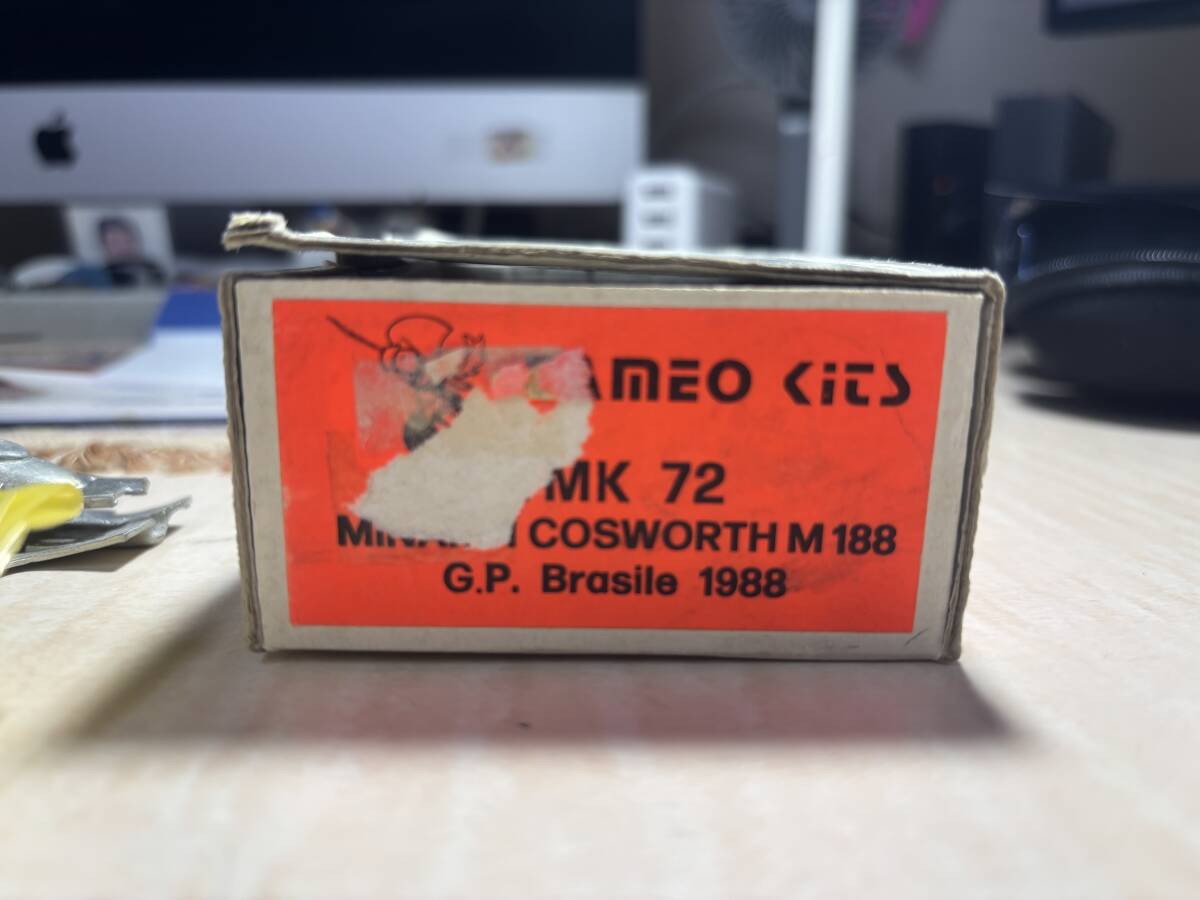 AMEO KiTS
MK 72
COSWORTH M 188
G.P. Brasile 1988